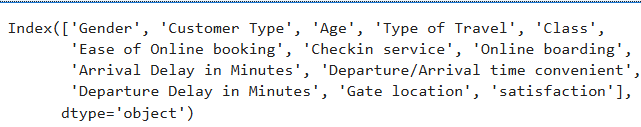 Index(['Gender', 'Customer Type', 'Age', 'Type of Travel', 'Class',
'Ease of Online booking', 'Checkin service', 'Online boarding',
'Arrival Delay in Minutes', 'Departure/Arrival time convenient',
'Departure Delay in Minutes', 'Gate location', 'satisfaction'],
dtype='object')